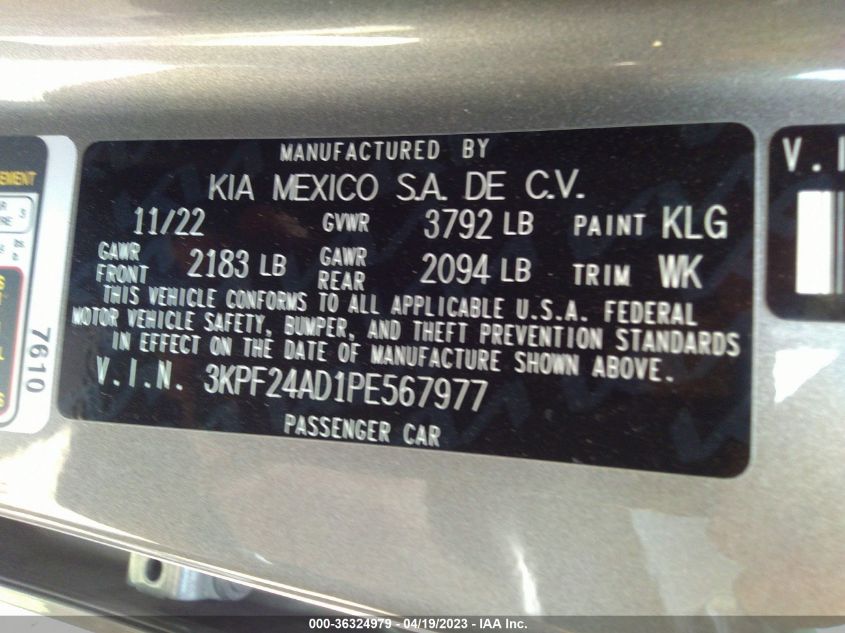 MANUFACTURED BY
KIA MEXICO S.A. DE C.V.
11/22 GVWR 3792 LB PAINT KLG
GAWR FRONT 2183 LB GAWR REAR 2094 LB TRIM WK
THIS VEHICLE CONFORMS TO ALL APPLICABLE U.S.A. FEDERAL
MOTOR VEHICLE SAFETY, BUMPER, AND THEFT PREVENTION STANDARDS
IN EFFECT ON THE DATE OF MANUFACTURE SHOWN ABOVE.
V.I.N. 3KPF24AD1PE567977
PASSENGER CAR
7610
V.I
000-36324979 - 04/19/2023 - IAA Inc.